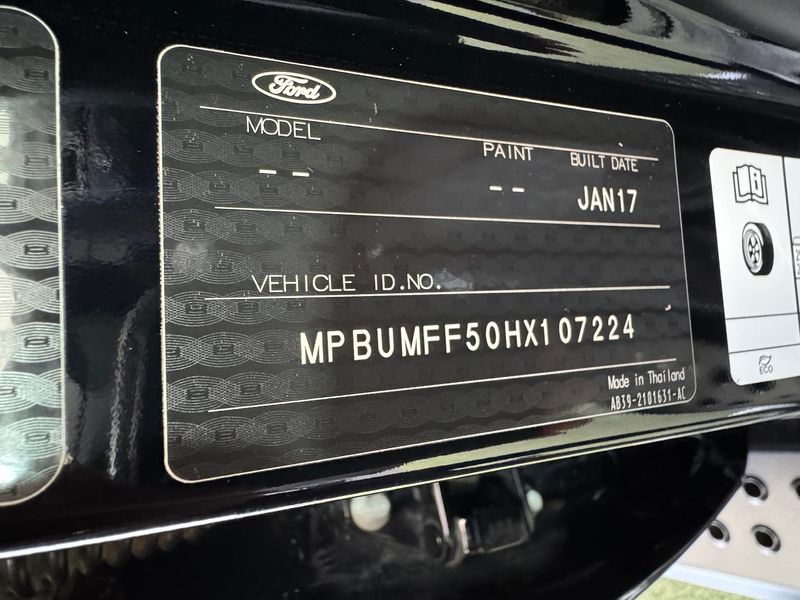 Ford
MODEL PAINT BUILT DATE
-- -- JAN17
VEHICLE ID.NO.
MPBUMFF50HX107224
Made in Thailand
AB39-2101631-AC
ECO